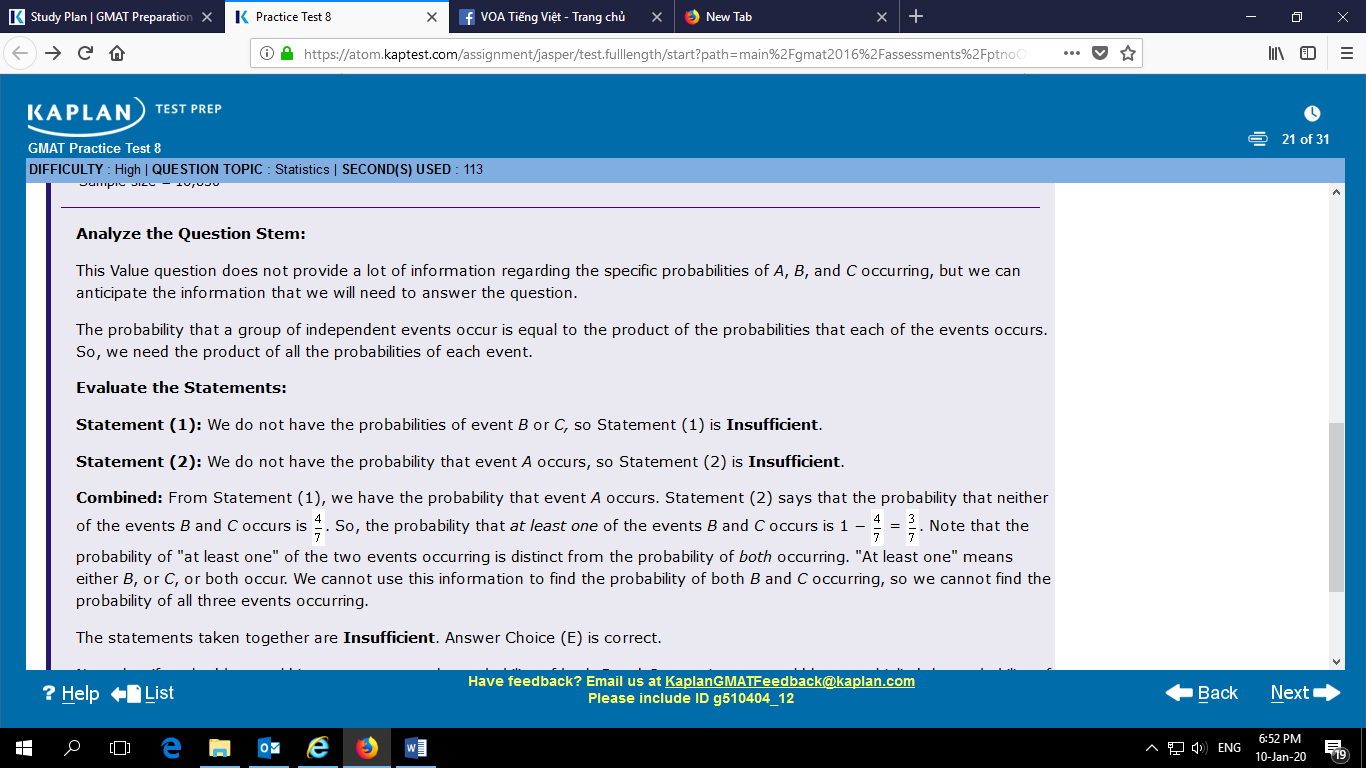 Study Plan | GMAT Preparation
Practice Test 8
VOA Tiếng Việt - Trang chủ
New Tab
https://atom.kaptest.com/assignment/jasper/test.fulllength/start?path=main%2Fgmat2016%2Fassessments%2Fptno
KAPLAN TEST PREP
GMAT Practice Test 8
21 of 31
DIFFICULTY : High | QUESTION TOPIC : Statistics | SECOND(S) USED : 113
Analyze the Question Stem:
This Value question does not provide a lot of information regarding the specific probabilities of A, B, and C occurring, but we can
anticipate the information that we will need to answer the question.
The probability that a group of independent events occur is equal to the product of the probabilities that each of the events occurs.
So, we need the product of all the probabilities of each event.
Evaluate the Statements:
Statement (1): We do not have the probabilities of event B or C, so Statement (1) is Insufficient.
Statement (2): We do not have the probability that event A occurs, so Statement (2) is Insufficient.
Combined: From Statement (1), we have the probability that event A occurs. Statement (2) says that the probability that neither
of the events B and C occurs is 4/7. So, the probability that at least one of the events B and C occurs is 1 − 4/7 = 3/7. Note that the
probability of "at least one" of the two events occurring is distinct from the probability of both occurring. "At least one" means
either B, or C, or both occur. We cannot use this information to find the probability of both B and C occurring, so we cannot find the
probability of all three events occurring.
The statements taken together are Insufficient. Answer Choice (E) is correct.
? Help
List
Have feedback? Email us at KaplanGMATFeedback@kaplan.com
Please include ID g510404_12
Back
Next
ENG
6:52 PM
10-Jan-20
19